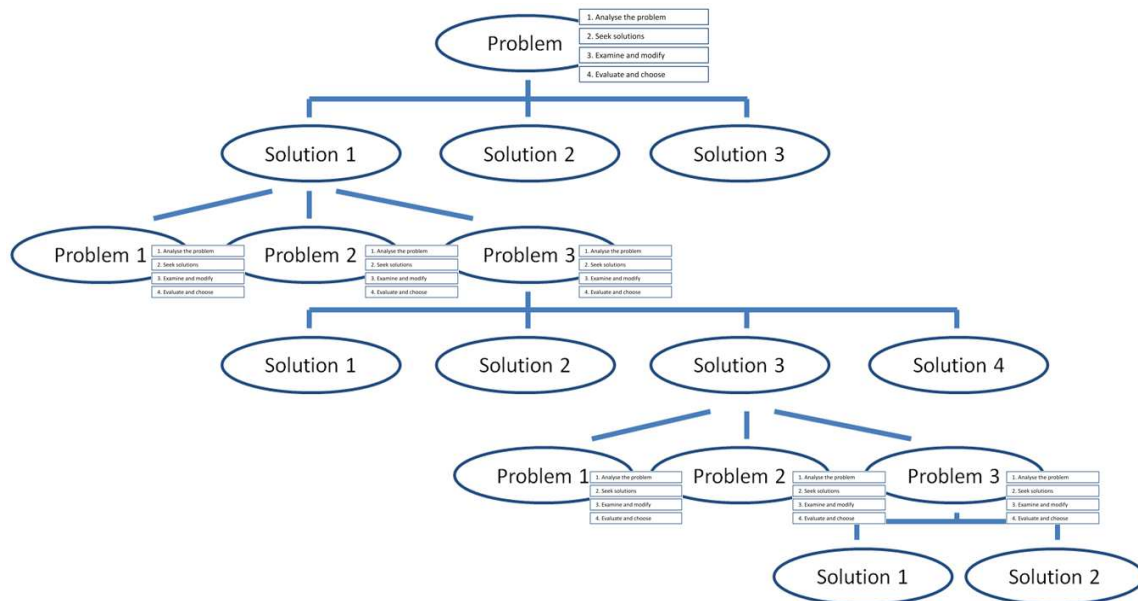 Problem
1. Analyse the problem
2. Seek solutions
3. Examine and modify
4. Evaluate and choose
Solution 1
Solution 2
Solution 3
Problem 1
1. Analyse the problem
2. Seek solutions
3. Examine and modify
4. Evaluate and choose
Problem 2
1. Analyse the problem
2. Seek solutions
3. Examine and modify
4. Evaluate and choose
Problem 3
1. Analyse the problem
2. Seek solutions
3. Examine and modify
4. Evaluate and choose
Solution 1
Solution 2
Solution 3
Solution 4
Problem 1
1. Analyse the problem
2. Seek solutions
3. Examine and modify
4. Evaluate and choose
Problem 2
1. Analyse the problem
2. Seek solutions
3. Examine and modify
4. Evaluate and choose
Problem 3
1. Analyse the problem
2. Seek solutions
3. Examine and modify
4. Evaluate and choose
Solution 1
Solution 2